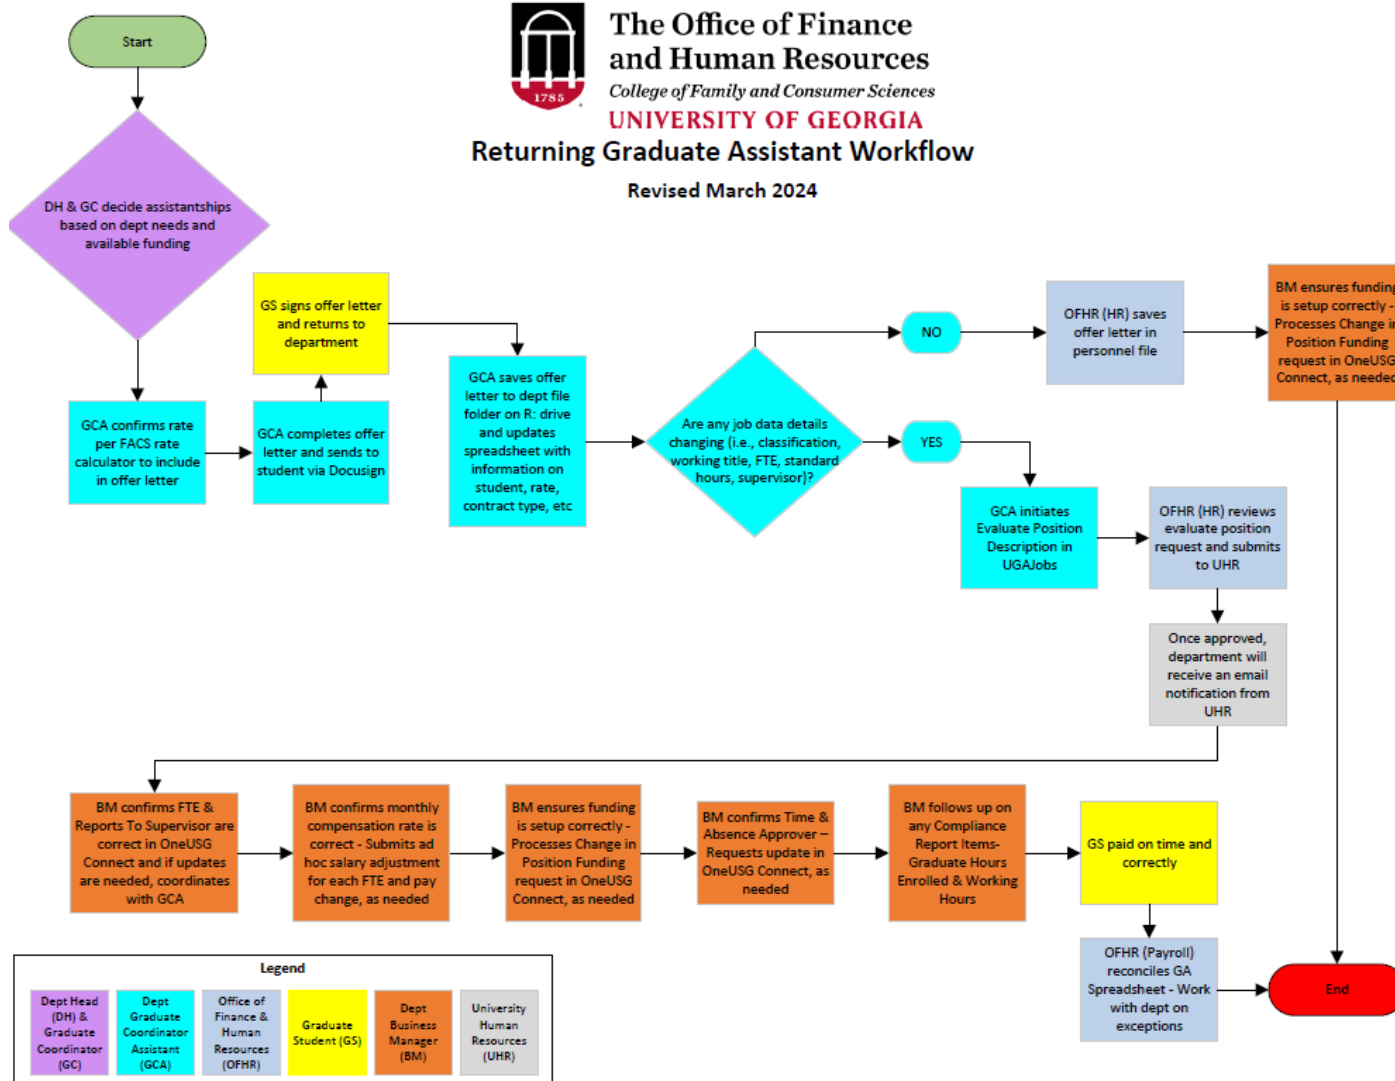 Start
1785
The Office of Finance
and Human Resources
College of Family and Consumer Sciences
UNIVERSITY OF GEORGIA
Returning Graduate Assistant Workflow
Revised March 2024
DH & GC decide assistantships
based on dept needs and
available funding
GCA confirms rate
per FACS rate
calculator to include
in offer letter
GCA completes offer
letter and sends to
student via Docusign
GS signs offer letter
and returns to
department
GCA saves offer
letter to dept file
folder on R: drive
and updates
spreadsheet with
information on
student, rate,
contract type, etc
Are any job data details
changing (i.e., classification,
working title, FTE, standard
hours, supervisor)?
NO
OFHR (HR) saves
offer letter in
personnel file
BM ensures funding
is setup correctly -
Processes Change in
Position Funding
request in OneUSG
Connect, as needed
YES
GCA initiates
Evaluate Position
Description in
UGAJobs
OFHR (HR) reviews
evaluate position
request and submits
to UHR
Once approved,
department will
receive an email
notification from
UHR
BM confirms FTE &
Reports To Supervisor are
correct in OneUSG
Connect and if updates
are needed, coordinates
with GCA
BM confirms monthly
compensation rate is
correct - Submits ad
hoc salary adjustment
for each FTE and pay
change, as needed
BM ensures funding
is setup correctly -
Processes Change in
Position Funding
request in OneUSG
Connect, as needed
BM confirms Time &
Absence Approver –
Requests update in
OneUSG Connect, as
needed
BM follows up on
any Compliance
Report Items-
Graduate Hours
Enrolled & Working
Hours
GS paid on time and
correctly
OFHR (Payroll)
reconciles GA
Spreadsheet - Work
with dept on
exceptions
End
Legend
Dept Head
(DH) &
Graduate
Coordinator
(GC)
Dept
Graduate
Coordinator
Assistant
(GCA)
Office of
Finance &
Human
Resources
(OFHR)
Graduate
Student (GS)
Dept
Business
Manager
(BM)
University
Human
Resources
(UHR)